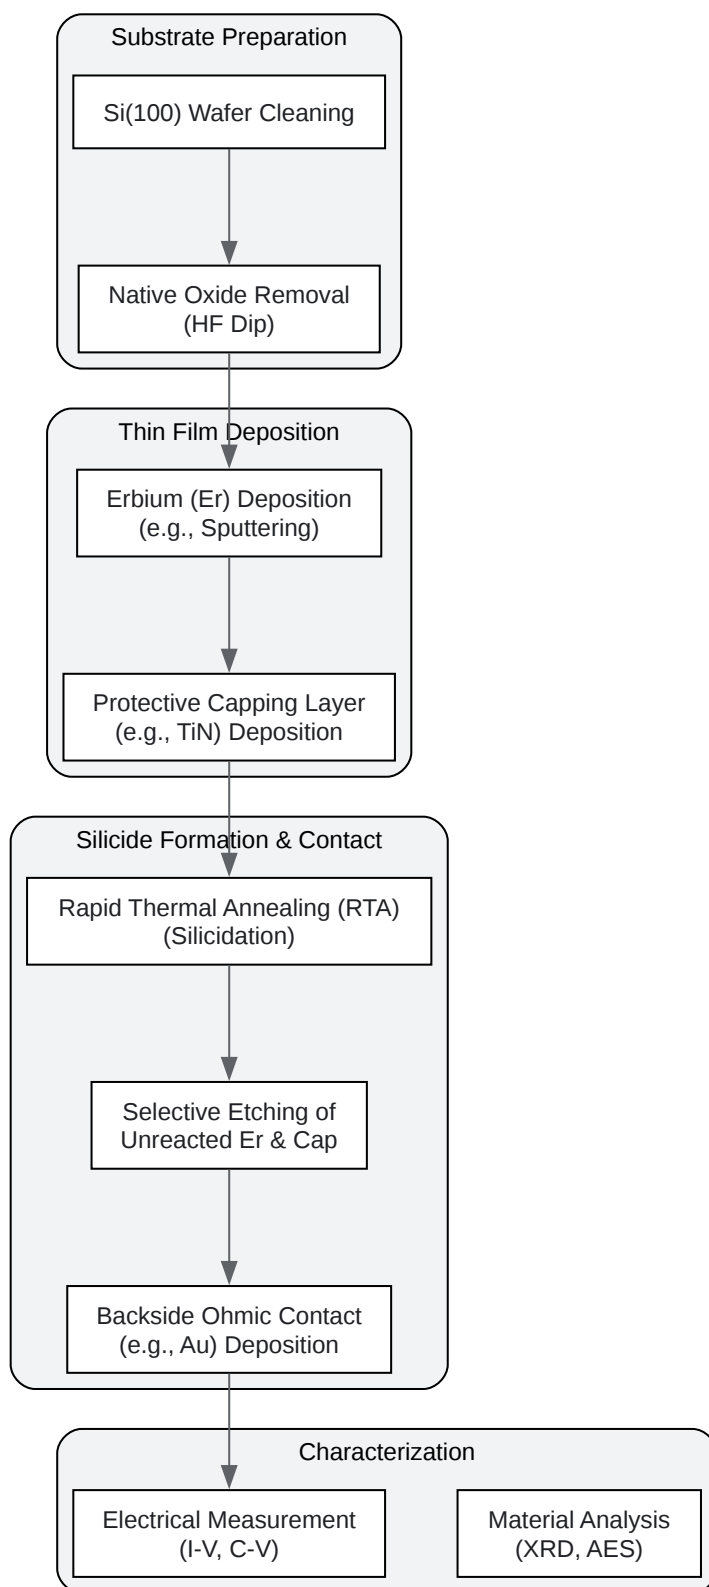 Substrate Preparation
Si(100) Wafer Cleaning
Native Oxide Removal
(HF Dip)
Thin Film Deposition
Erbium (Er) Deposition
(e.g., Sputtering)
Protective Capping Layer
(e.g., TiN) Deposition
Silicide Formation & Contact
Rapid Thermal Annealing (RTA)
(Silicidation)
Selective Etching of
Unreacted Er & Cap
Backside Ohmic Contact
(e.g., Au) Deposition
Characterization
Electrical Measurement
(I-V, C-V)
Material Analysis
(XRD, AES)